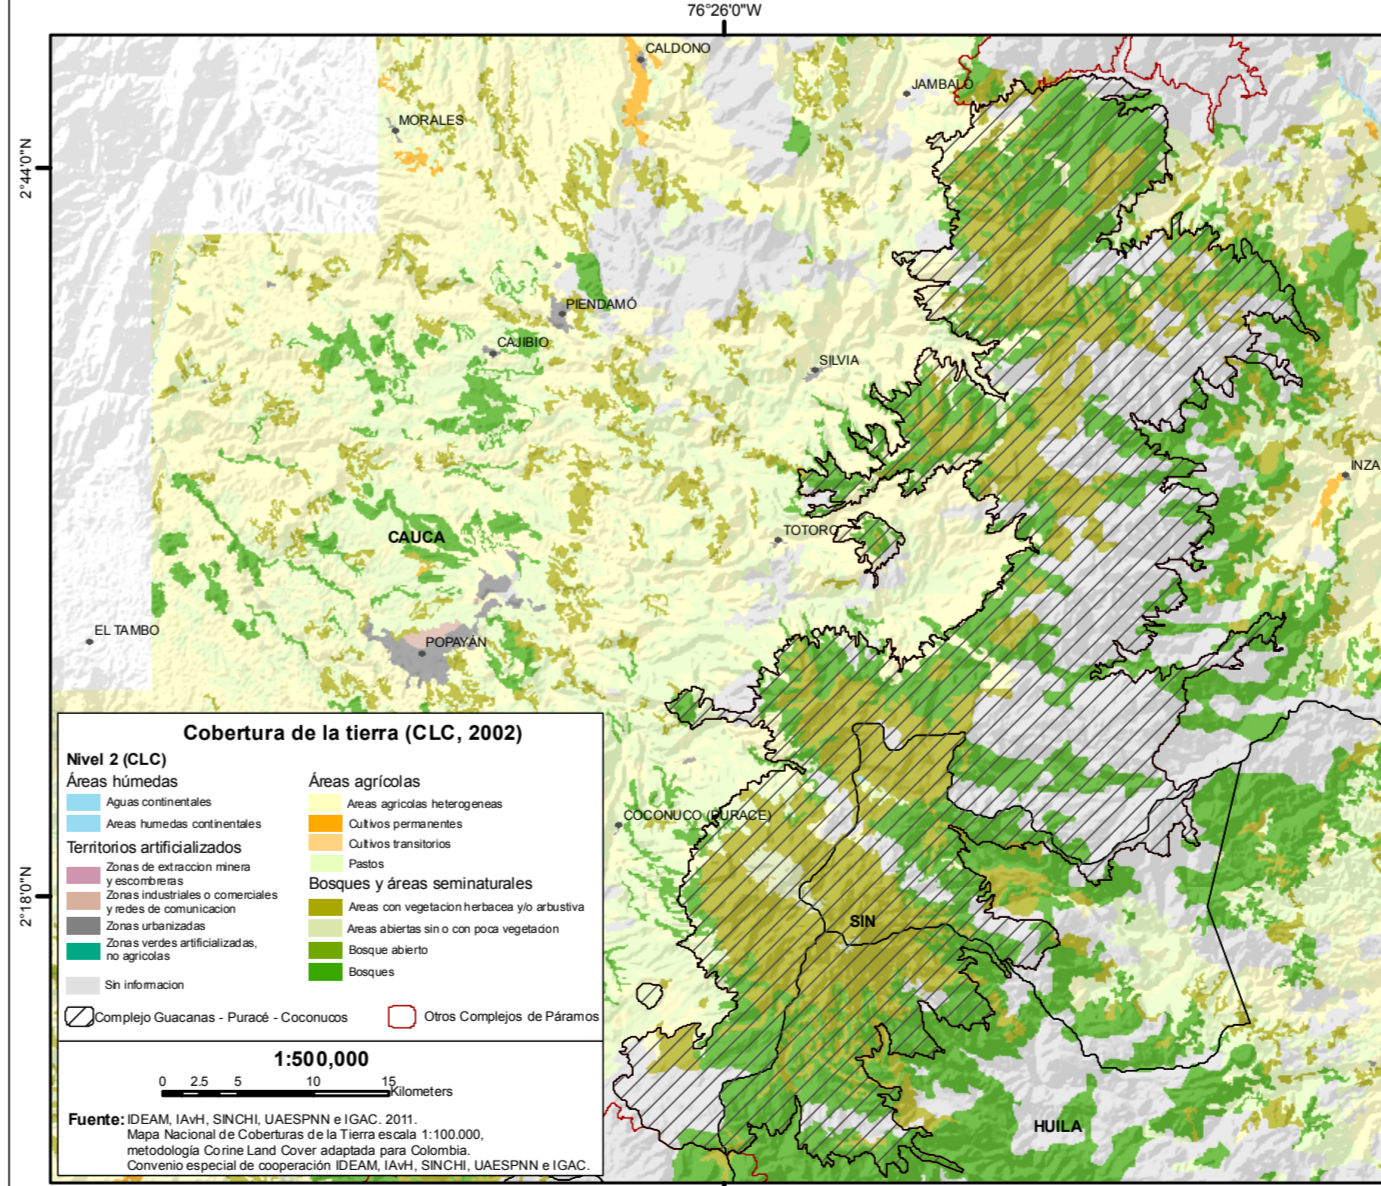 76°26'0"W
CALDONO
JAMBALÓ
MORALES
2°44'0"N
PIENDAMÓ
CAJIBIO
SILVIA
INZA
TOTORO
CAUCA
EL TAMBO
POPAYÁN
COCONUCO (PURACE)
2°18'0"N
SIN
HUILA
Cobertura de la tierra (CLC, 2002)
Nivel 2 (CLC)
Áreas húmedas
Aguas continentales
Areas humedas continentales
Territorios artificializados
Zonas de extraccion minera
y escombreras
Zonas industriales o comerciales
y redes de comunicacion
Zonas urbanizadas
Zonas verdes artificializadas,
no agricolas
Sin informacion
Áreas agrícolas
Areas agricolas heterogeneas
Cultivos permanentes
Cultivos transitorios
Pastos
Bosques y áreas seminaturales
Areas con vegetacion herbacea y/o arbustiva
Areas abiertas sin o con poca vegetacion
Bosque abierto
Bosques
Complejo Guacanas - Puracé - Coconucos
Otros Complejos de Páramos
1:500,000
0 2.5 5 10 15
Kilometers
Fuente: IDEAM, IAvH, SINCHI, UAESPNN e IGAC. 2011.
Mapa Nacional de Coberturas de la Tierra escala 1:100.000,
metodología Corine Land Cover adaptada para Colombia.
Convenio especial de cooperación IDEAM, IAvH, SINCHI, UAESPNN e IGAC.